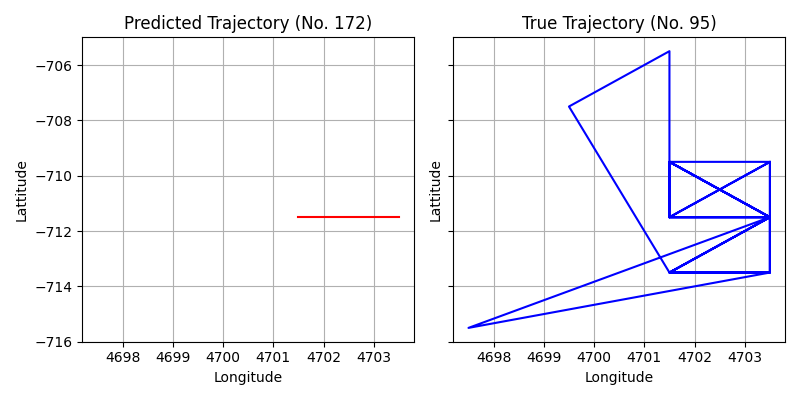 Predicted Trajectory (No. 172)
True Trajectory (No. 95)
−706
−708
−710
−712
−714
−716
Lattitude
Lattitude
4698 4699 4700 4701 4702 4703
4698 4699 4700 4701 4702 4703
Longitude
Longitude